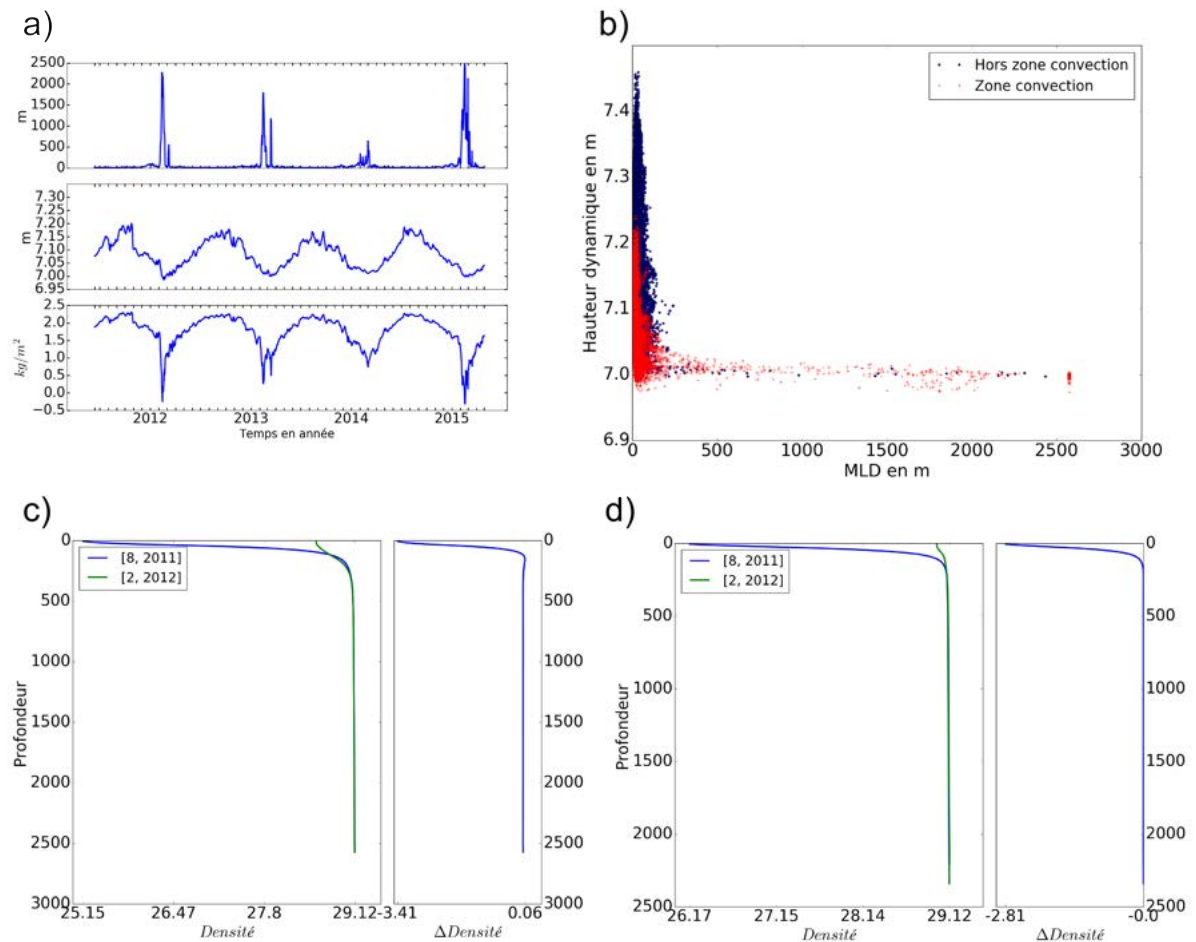 a)
2500
2000
1500
1000
500
0
m
7.30
7.25
7.20
7.15
7.10
7.05
7.00
6.95
m
2.5
2.0
1.5
1.0
0.5
0.0
−0.5
kg/m²
2012 2013 2014 2015
Temps en année
b)
Hors zone convection
Zone convection
7.4
7.3
7.2
7.1
7.0
6.9
Hauteur dynamique en m
0 500 1000 1500 2000 2500 3000
MLD en m
c)
[8, 2011]
[2, 2012]
0
500
1000
1500
2000
2500
3000
Profondeur
25.15 26.47 27.8 29.12
Densité
0
500
1000
1500
2000
2500
3000
-3.41 0.06
ΔDensité
d)
[8, 2011]
[2, 2012]
0
500
1000
1500
2000
2500
Profondeur
26.17 27.15 28.14 29.12
Densité
0
500
1000
1500
2000
2500
-2.81 -0.0
ΔDensité